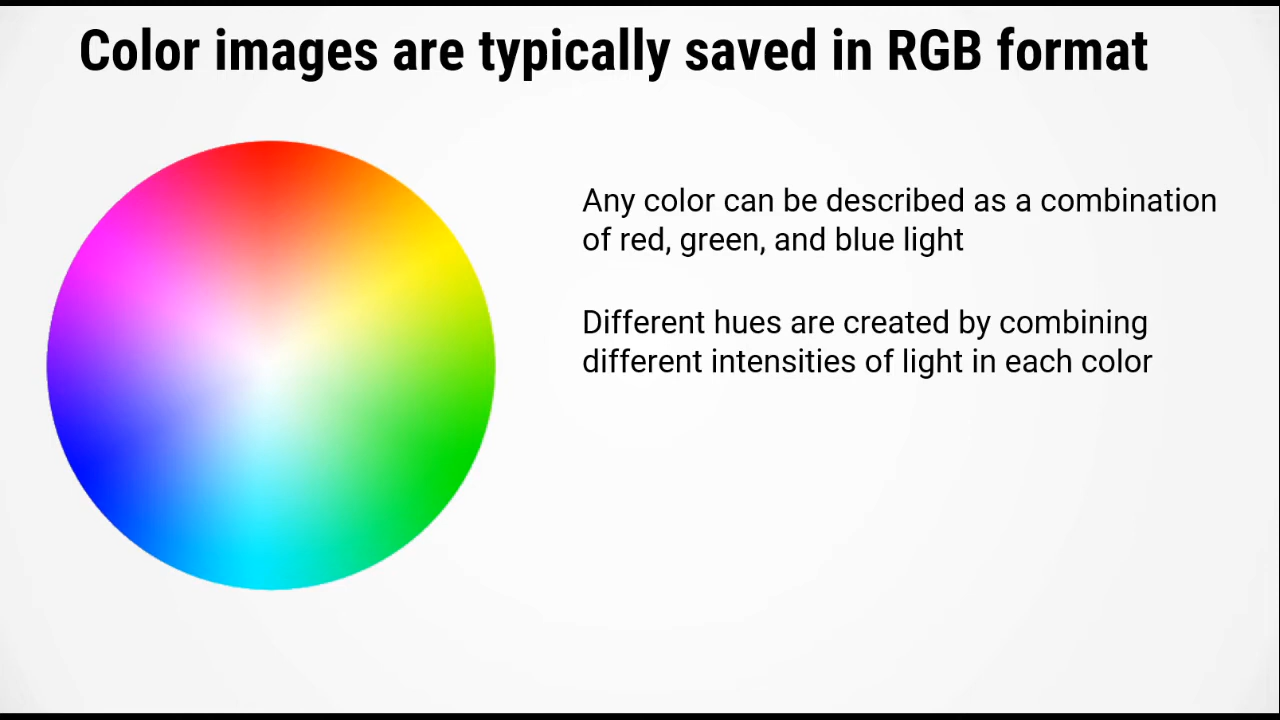 Color images are typically saved in RGB format
Any color can be described as a combination
of red, green, and blue light
Different hues are created by combining
different intensities of light in each color